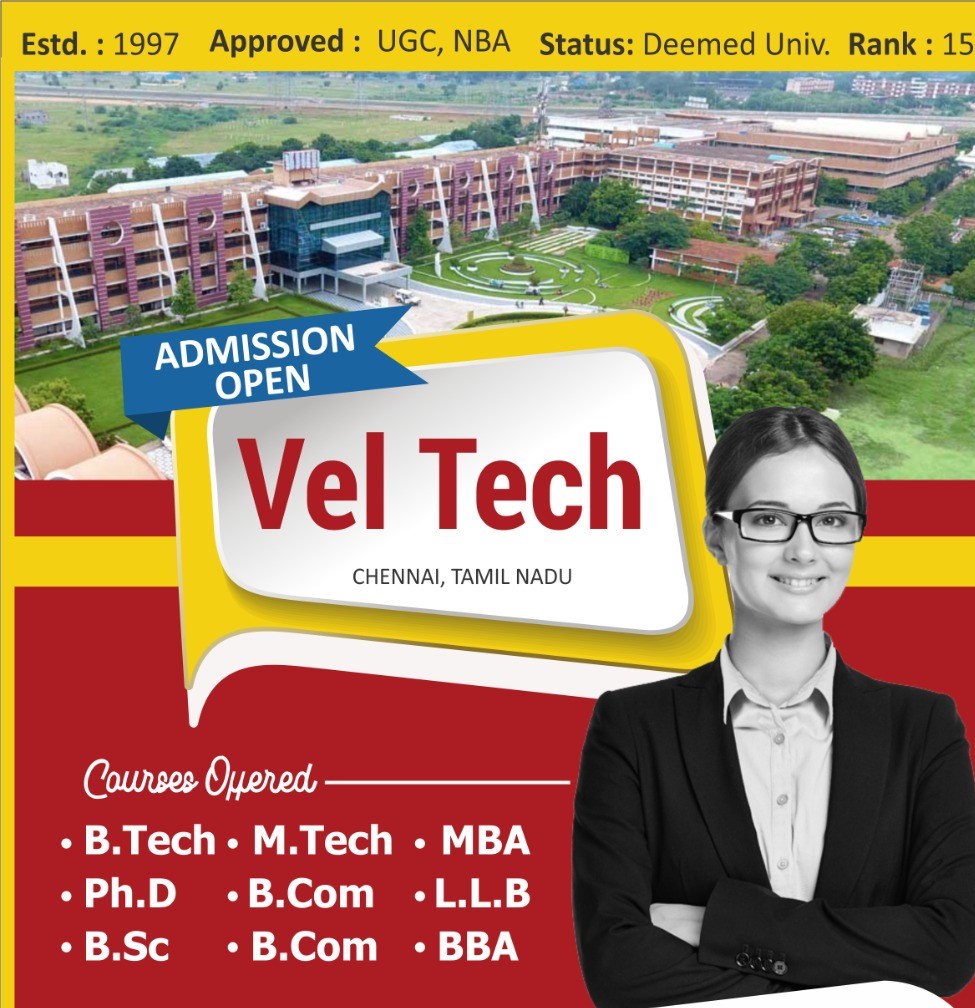 Estd. : 1997 Approved : UGC, NBA Status: Deemed Univ. Rank : 15
ADMISSION
OPEN
Vel Tech
CHENNAI, TAMIL NADU
Courses Offered
• B.Tech • M.Tech • MBA
• Ph.D • B.Com • L.L.B
• B.Sc • B.Com • BBA